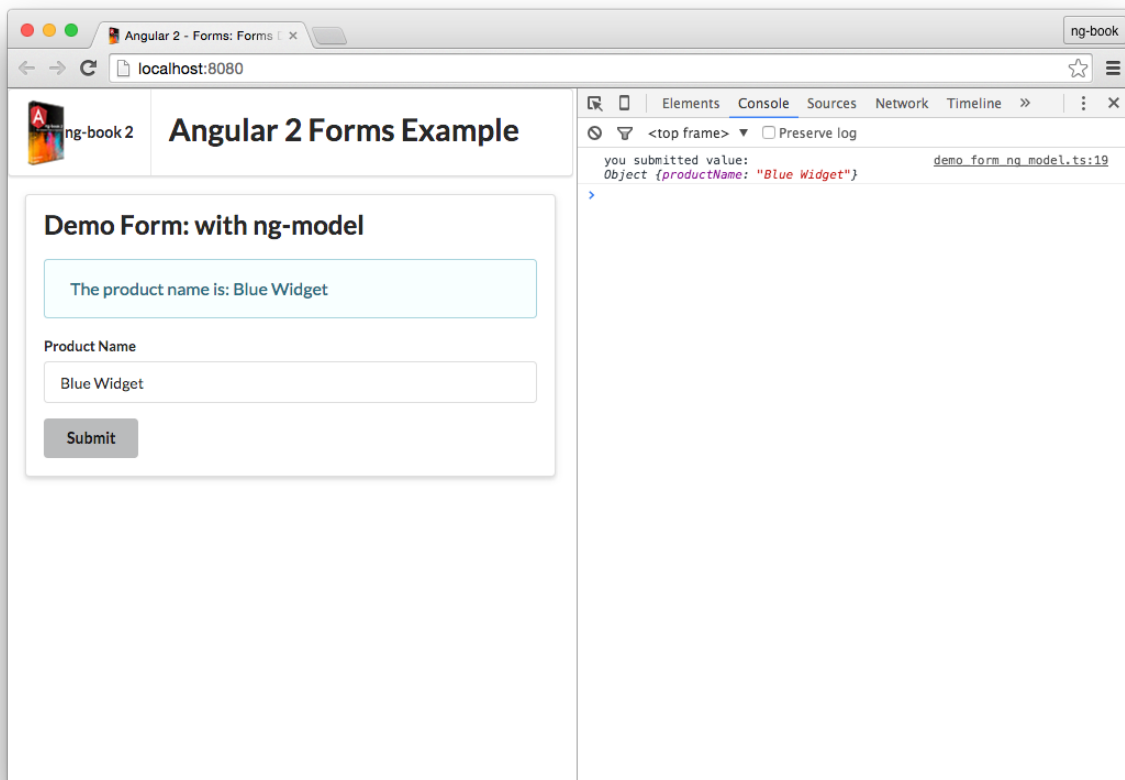 Angular 2 - Forms: Forms
ng-book
localhost:8080
ng-book 2
Angular 2 Forms Example
Demo Form: with ng-model
The product name is: Blue Widget
Product Name
Blue Widget
Submit
Elements Console Sources Network Timeline »
<top frame> ▼ Preserve log
you submitted value: demo_form_ng_model.ts:19
Object {productName: "Blue Widget"}
>